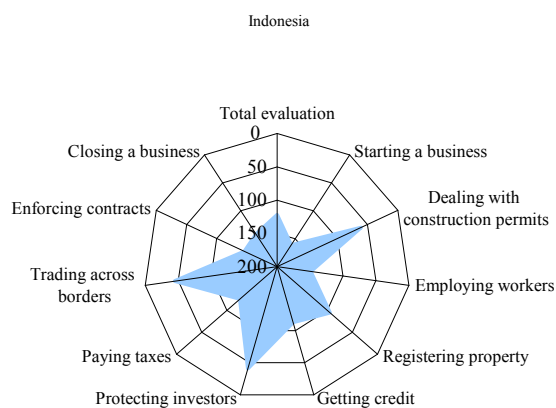 Indonesia
Total evaluation
0
50
100
150
200
Starting a business
Dealing with
construction permits
Employing workers
Registering property
Getting credit
Protecting investors
Paying taxes
Trading across
borders
Enforcing contracts
Closing a business